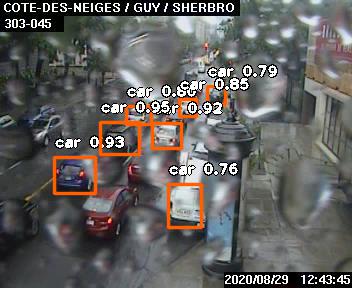 COTE-DES-NEIGES / GUY / SHERBRO
303-045
car 0.79
car 0.85
car 0.95
0.92
car 0.93
car 0.76
2020/08/29 12:43:45